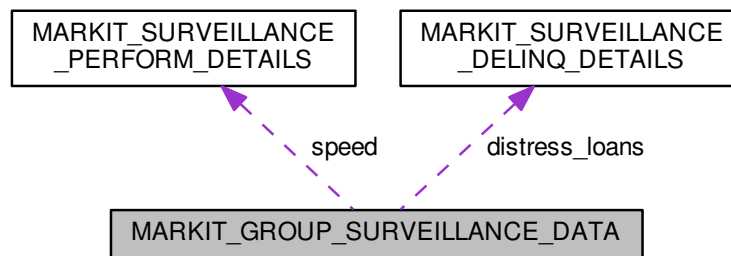 MARKIT_SURVEILLANCE
_PERFORM_DETAILS
MARKIT_SURVEILLANCE
_DELINQ_DETAILS
speed
distress_loans
MARKIT_GROUP_SURVEILLANCE_DATA